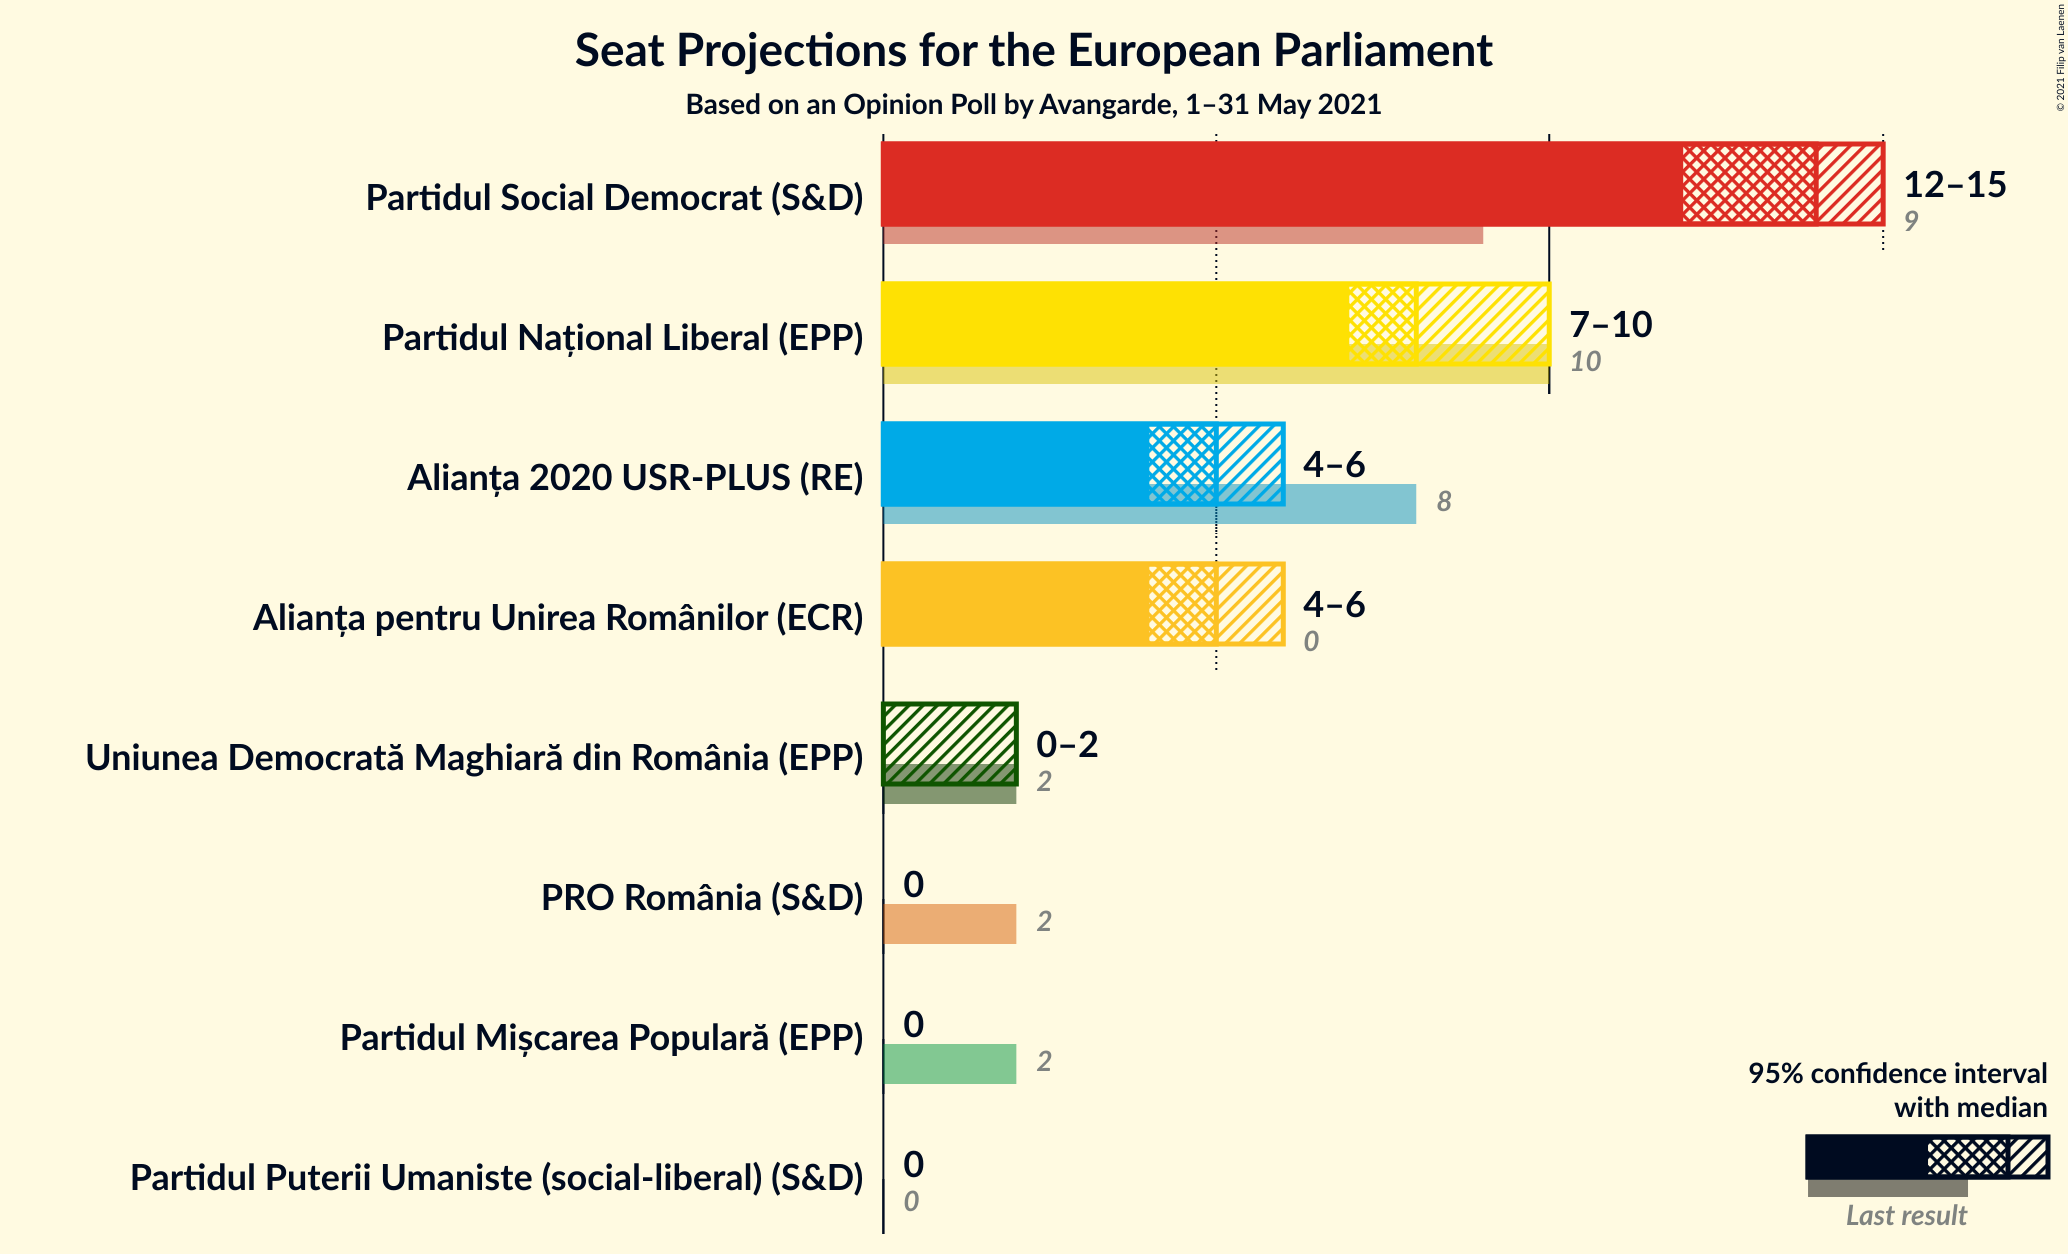 Seat Projections for the European Parliament
Based on an Opinion Poll by Avangarde, 1–31 May 2021
© 2021 Filip van Laenen
Partidul Social Democrat (S&D)
12–15
9
Partidul Național Liberal (EPP)
7–10
10
Alianța 2020 USR-PLUS (RE)
4–6
8
Alianța pentru Unirea Românilor (ECR)
4–6
0
Uniunea Democrată Maghiară din România (EPP)
0–2
2
PRO România (S&D)
0
2
Partidul Mișcarea Populară (EPP)
0
2
Partidul Puterii Umaniste (social-liberal) (S&D)
0
0
95% confidence interval
with median
Last result